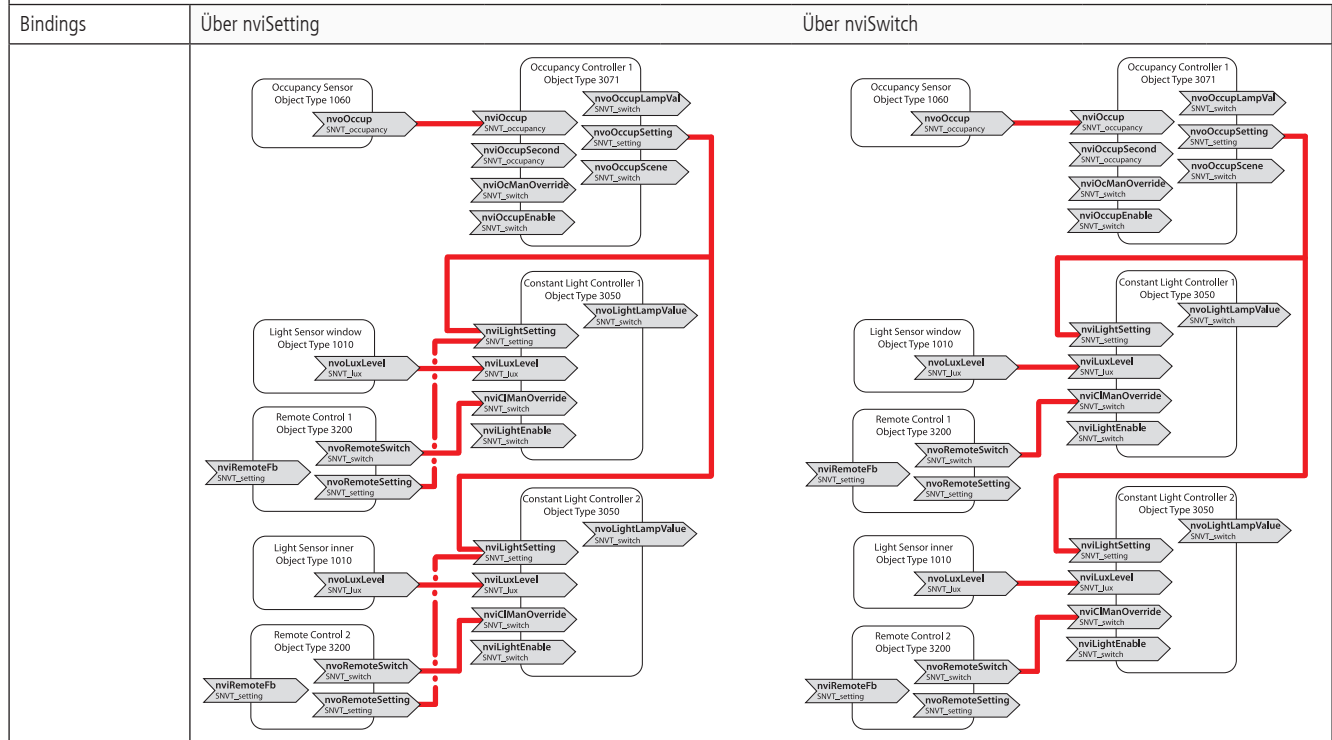 Bindings
Über nviSetting
Über nviSwitch
Occupancy Sensor
Object Type 1060
nvoOccup
SNVT_occupancy
Occupancy Controller 1
Object Type 3071
nviOccup
SNVT_occupancy
nviOccupSecond
SNVT_occupancy
nviOcManOverride
SNVT_switch
nviOccupEnable
SNVT_switch
nvoOccupLampVal
SNVT_switch
nvoOccupSetting
SNVT_setting
nvoOccupScene
SNVT_switch
Light Sensor window
Object Type 1010
nvoLuxLevel
SNVT_lux
Remote Control 1
Object Type 3200
nvoRemoteSwitch
SNVT_switch
nviRemoteFb
SNVT_setting
nvoRemoteSetting
SNVT_setting
Constant Light Controller 1
Object Type 3050
nvoLightLampValue
SNVT_switch
nviLightSetting
SNVT_setting
nviLuxLevel
SNVT_lux
nviClManOverride
SNVT_switch
nviLightEnable
SNVT_switch
Light Sensor inner
Object Type 1010
nvoLuxLevel
SNVT_lux
Remote Control 2
Object Type 3200
nvoRemoteSwitch
SNVT_switch
nviRemoteFb
SNVT_setting
nvoRemoteSetting
SNVT_setting
Constant Light Controller 2
Object Type 3050
nvoLightLampValue
SNVT_switch
nviLightSetting
SNVT_setting
nviLuxLevel
SNVT_lux
nviClManOverride
SNVT_switch
nviLightEnable
SNVT_switch
Occupancy Sensor
Object Type 1060
nvoOccup
SNVT_occupancy
Occupancy Controller 1
Object Type 3071
nviOccup
SNVT_occupancy
nviOccupSecond
SNVT_occupancy
nviOcManOverride
SNVT_switch
nviOccupEnable
SNVT_switch
nvoOccupLampVal
SNVT_switch
nvoOccupSetting
SNVT_setting
nvoOccupScene
SNVT_switch
Light Sensor window
Object Type 1010
nvoLuxLevel
SNVT_lux
Remote Control 1
Object Type 3200
nvoRemoteSwitch
SNVT_switch
nviRemoteFb
SNVT_setting
nvoRemoteSetting
SNVT_setting
Constant Light Controller 1
Object Type 3050
nvoLightLampValue
SNVT_switch
nviLightSetting
SNVT_setting
nviLuxLevel
SNVT_lux
nviClManOverride
SNVT_switch
nviLightEnable
SNVT_switch
Light Sensor inner
Object Type 1010
nvoLuxLevel
SNVT_lux
Remote Control 2
Object Type 3200
nvoRemoteSwitch
SNVT_switch
nviRemoteFb
SNVT_setting
nvoRemoteSetting
SNVT_setting
Constant Light Controller 2
Object Type 3050
nvoLightLampValue
SNVT_switch
nviLightSetting
SNVT_setting
nviLuxLevel
SNVT_lux
nviClManOverride
SNVT_switch
nviLightEnable
SNVT_switch